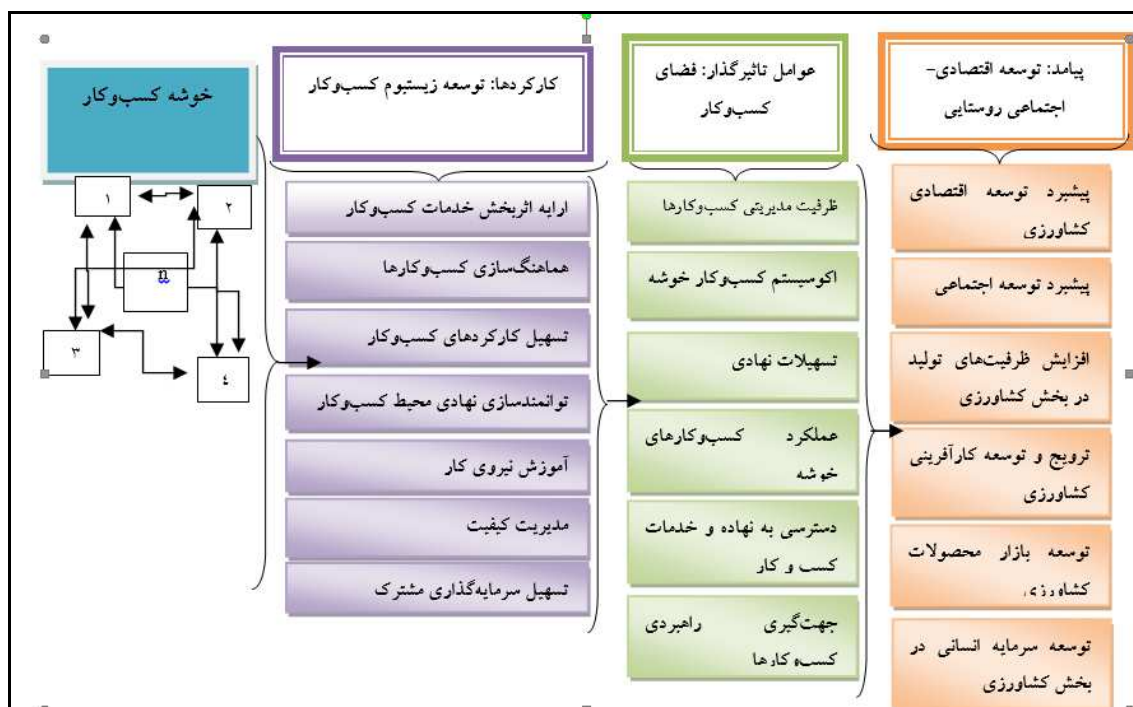 خوشه کسب‌وکار
۱
۲
n
۳
٤
کارکردها: توسعه زیستبوم کسب‌وکار
ارایه اثربخش خدمات کسب‌وکار
هماهنگ‌سازی کسب‌وکارها
تسهیل کارکردهای کسب‌وکار
توانمندسازی نهادی محیط کسب‌وکار
آموزش نیروی کار
مدیریت کیفیت
تسهیل سرمایه‌گذاری مشترک
عوامل تاثیرگذار: فضای
کسب‌وکار
ظرفیت مدیریتی کسب‌وکارها
اکوسیستم کسب‌وکار خوشه
تسهیلات نهادی
عملکرد کسب‌وکارهای
خوشه
دسترسی به نهاده و خدمات
کسب و کار
جهت‌گیری راهبردی
کسب‌وکارها
پیامد: توسعه اقتصادی-
اجتماعی روستایی
پیشبرد توسعه اقتصادی
کشاورزی
پیشبرد توسعه اجتماعی
افزایش ظرفیت‌های تولید
در بخش کشاورزی
ترویج و توسعه کارآفرینی
کشاورزی
توسعه بازار محصولات
کشاورزی
توسعه سرمایه انسانی در
بخش کشاورزی